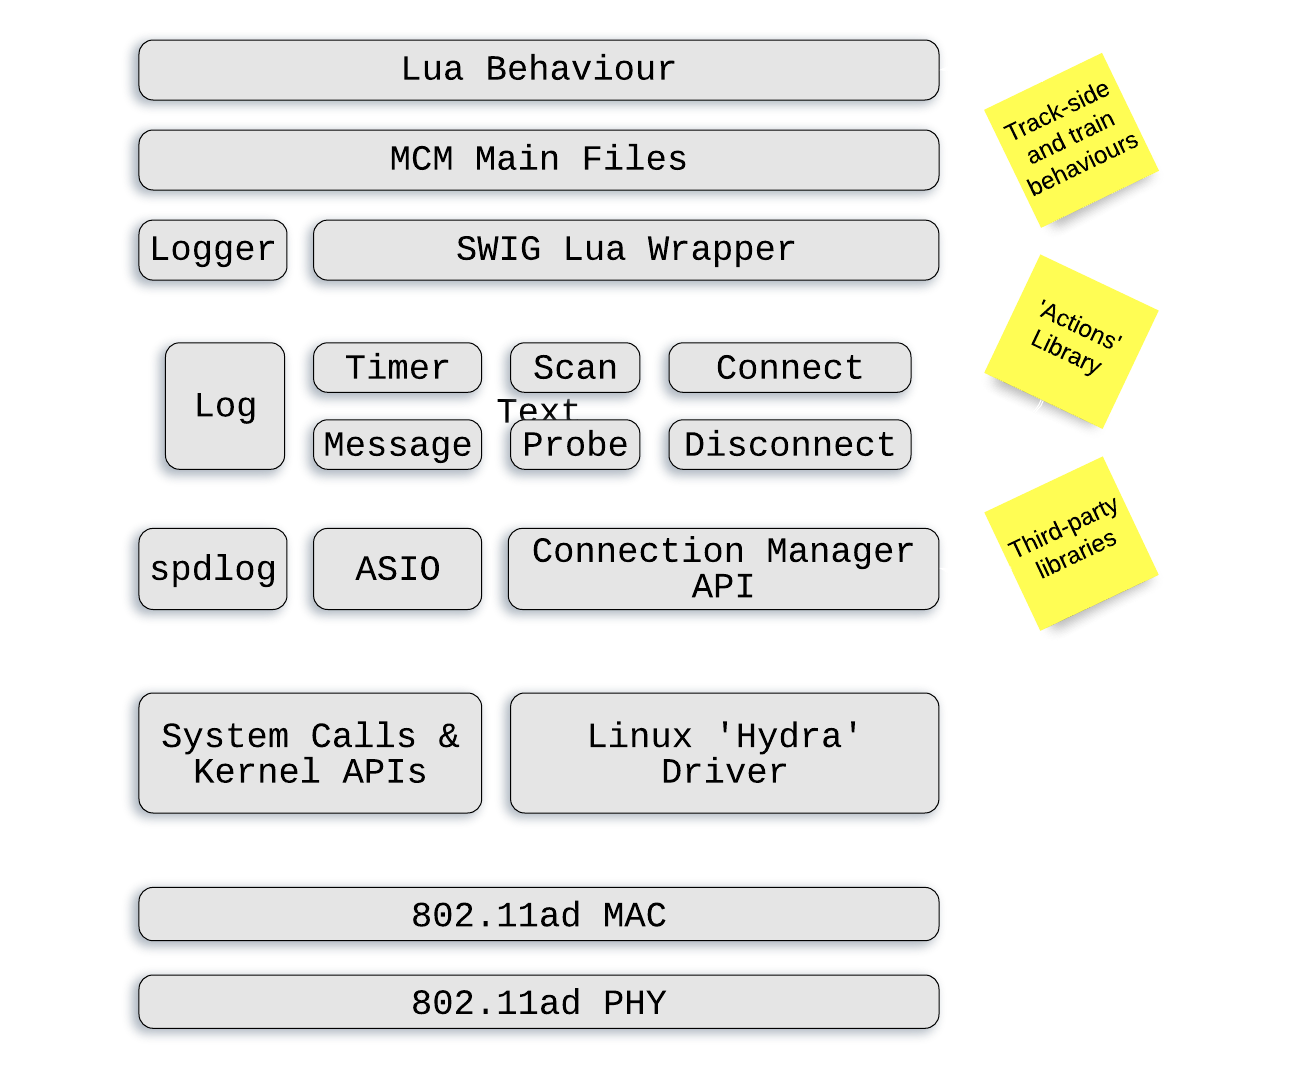 Lua Behaviour
MCM Main Files
Logger
SWIG Lua Wrapper
Log
Timer
Scan
Connect
Text
Message
Probe
Disconnect
spdlog
ASIO
Connection Manager
API
System Calls &
Kernel APIs
Linux 'Hydra'
Driver
802.11ad MAC
802.11ad PHY
Track-side
and train
behaviours
'Actions'
Library
Third-party
libraries